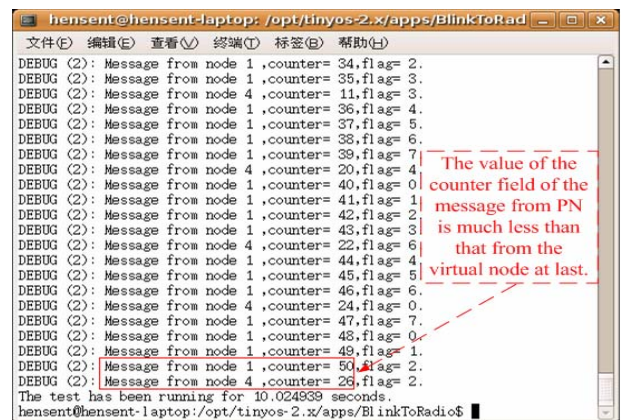 hensent@hensent-laptop: /opt/tinyos-2.x/apps/BlinkToRad
文件(F) 编辑(E) 查看(V) 终端(T) 标签(B) 帮助(H)
DEBUG (2): Message from node 1 ,counter= 34,flag= 2.
DEBUG (2): Message from node 1 ,counter= 35,flag= 3.
DEBUG (2): Message from node 4 ,counter= 11,flag= 3.
DEBUG (2): Message from node 1 ,counter= 36,flag= 4.
DEBUG (2): Message from node 1 ,counter= 37,flag= 5.
DEBUG (2): Message from node 1 ,counter= 38,flag= 6.
DEBUG (2): Message from node 1 ,counter= 39,flag= 7
DEBUG (2): Message from node 4 ,counter= 20,flag= 4
DEBUG (2): Message from node 1 ,counter= 40,flag= 0
DEBUG (2): Message from node 1 ,counter= 41,flag= 1
DEBUG (2): Message from node 1 ,counter= 42,flag= 2
DEBUG (2): Message from node 1 ,counter= 43,flag= 3
DEBUG (2): Message from node 4 ,counter= 22,flag= 6
DEBUG (2): Message from node 1 ,counter= 44,flag= 4
DEBUG (2): Message from node 1 ,counter= 45,flag= 5
DEBUG (2): Message from node 1 ,counter= 46,flag= 6.
DEBUG (2): Message from node 4 ,counter= 24,flag= 0.
DEBUG (2): Message from node 1 ,counter= 47,flag= 7.
DEBUG (2): Message from node 1 ,counter= 48,flag= 0.
DEBUG (2): Message from node 1 ,counter= 49,flag= 1.
DEBUG (2): Message from node 1 ,counter= 50,flag= 2.
DEBUG (2): Message from node 4 ,counter= 26,flag= 2.
The test has been running for 10.024939 seconds.
hensent@hensent-laptop:/opt/tinyos-2.x/apps/BlinkToRadio$
The value of the
counter field of the
message from PN
is much less than
that from the
virtual node at last.